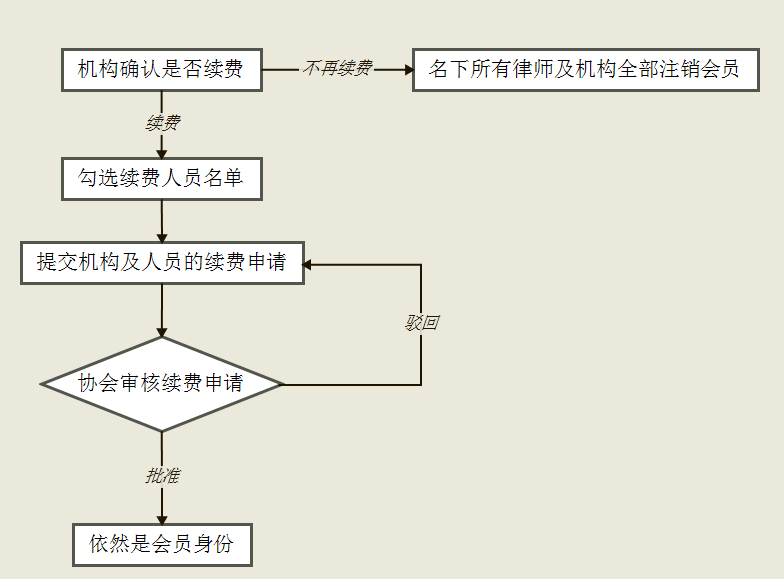 机构确认是否续费
不再续费
名下所有律师及机构全部注销会员
续费
勾选续费人员名单
提交机构及人员的续费申请
驳回
协会审核续费申请
批准
依然是会员身份